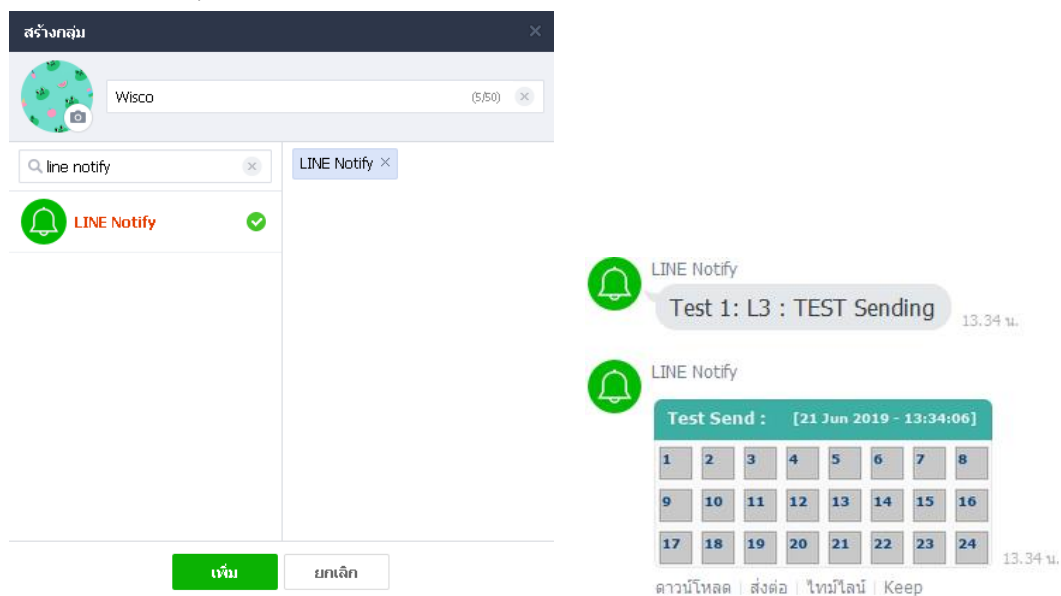 สร้างกลุ่ม
Wisco (5/50)
line notify
LINE Notify
LINE Notify
เพิ่ม ยกเลิก
LINE Notify
Test 1: L3 : TEST Sending 13.34 น.
LINE Notify
Test Send : [21 Jun 2019 - 13:34:06]
1 2 3 4 5 6 7 8
9 10 11 12 13 14 15 16
17 18 19 20 21 22 23 24
13.34 น.
ดาวน์โหลด | ส่งต่อ | ไทม์ไลน์ | Keep